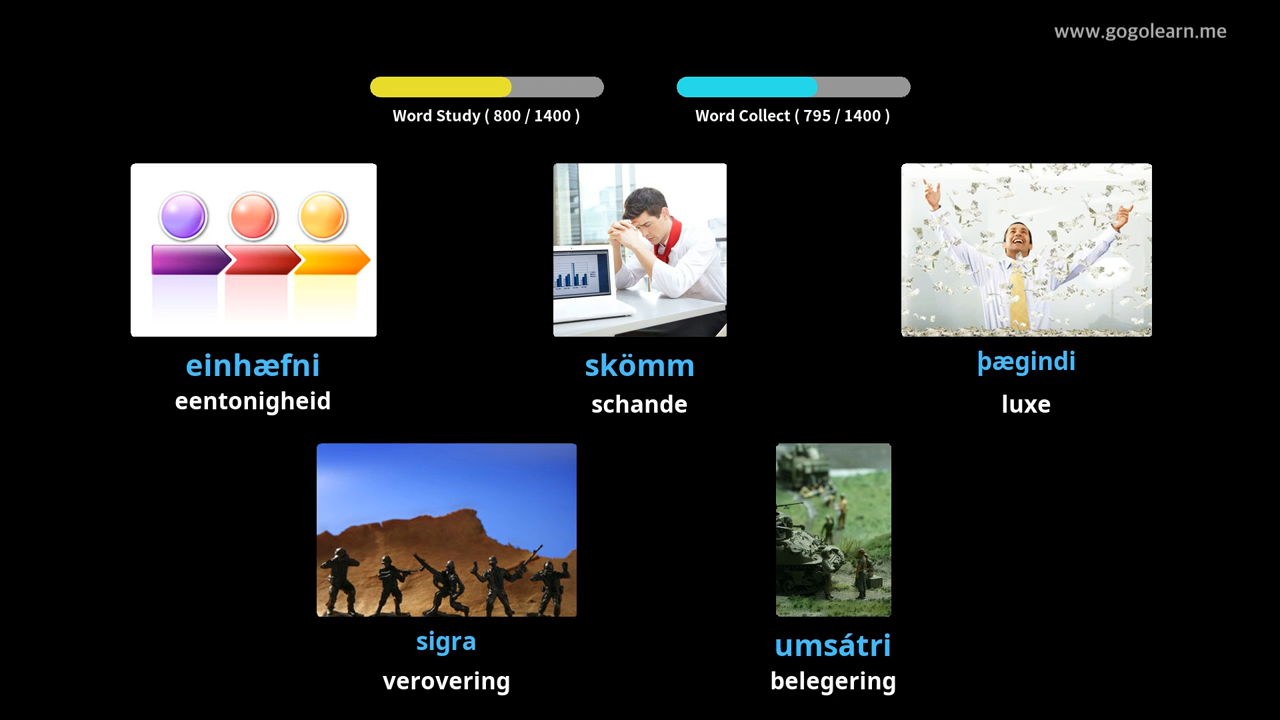 www.gogolearn.me
Word Study ( 800 / 1400 )
Word Collect ( 795 / 1400 )
einhæfni
eentonigheid
skömm
schande
þægindi
luxe
sigra
verovering
umsátri
belegering